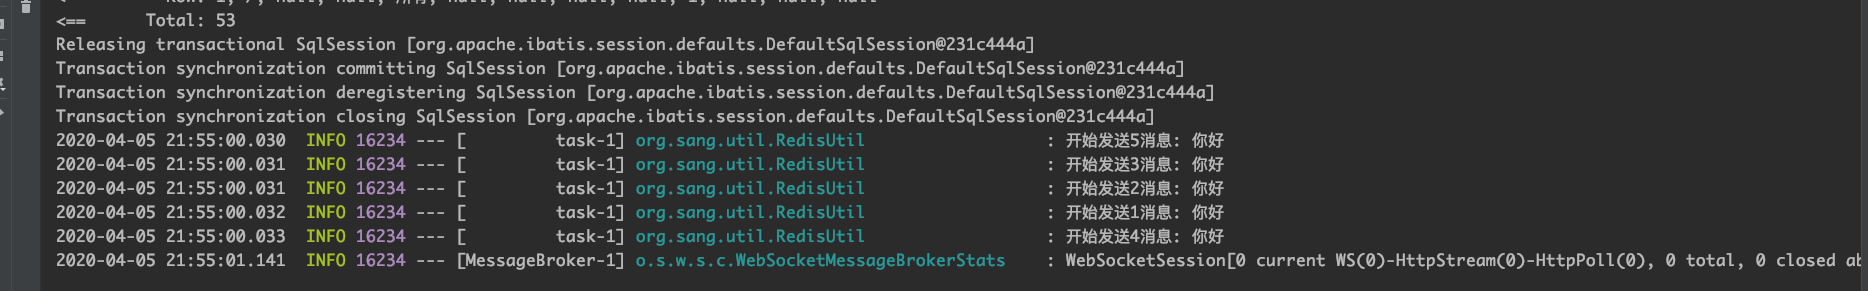 <==      Total: 53
Releasing transactional SqlSession [org.apache.ibatis.session.defaults.DefaultSqlSession@231c444a]
Transaction synchronization committing SqlSession [org.apache.ibatis.session.defaults.DefaultSqlSession@231c444a]
Transaction synchronization deregistering SqlSession [org.apache.ibatis.session.defaults.DefaultSqlSession@231c444a]
Transaction synchronization closing SqlSession [org.apache.ibatis.session.defaults.DefaultSqlSession@231c444a]
2020-04-05 21:55:00.030  INFO 16234 --- [         task-1] org.sang.util.RedisUtil                  : 开始发送5消息: 你好
2020-04-05 21:55:00.031  INFO 16234 --- [         task-1] org.sang.util.RedisUtil                  : 开始发送3消息: 你好
2020-04-05 21:55:00.031  INFO 16234 --- [         task-1] org.sang.util.RedisUtil                  : 开始发送2消息: 你好
2020-04-05 21:55:00.032  INFO 16234 --- [         task-1] org.sang.util.RedisUtil                  : 开始发送1消息: 你好
2020-04-05 21:55:00.033  INFO 16234 --- [         task-1] org.sang.util.RedisUtil                  : 开始发送4消息: 你好
2020-04-05 21:55:01.141  INFO 16234 --- [MessageBroker-1] o.s.w.s.c.WebSocketMessageBrokerStats    : WebSocketSession[0 current WS(0)-HttpStream(0)-HttpPoll(0), 0 total, 0 closed ab